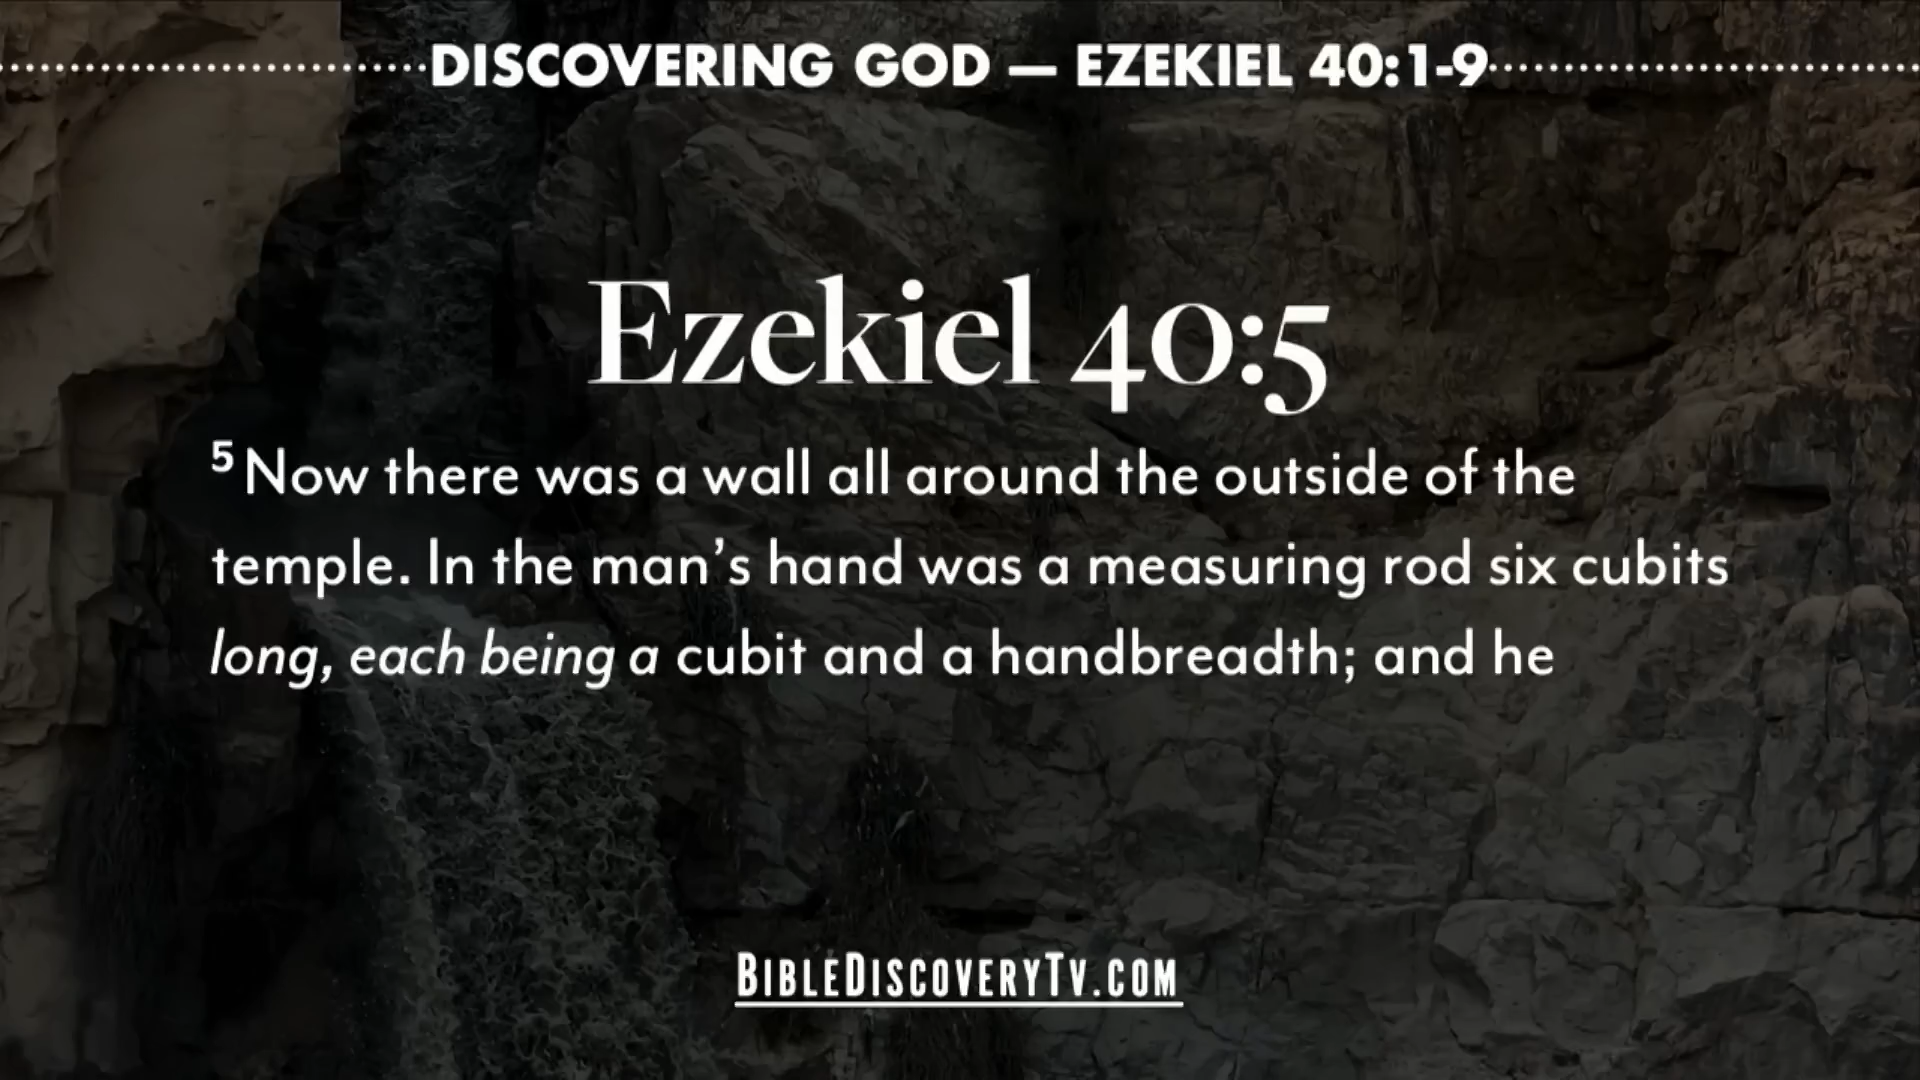 DISCOVERING GOD — EZEKIEL 40:1-9
Ezekiel 40:5
5 Now there was a wall all around the outside of the
temple. In the man’s hand was a measuring rod six cubits
long, each being a cubit and a handbreadth; and he
BIBLEDISCOVERYTV.COM